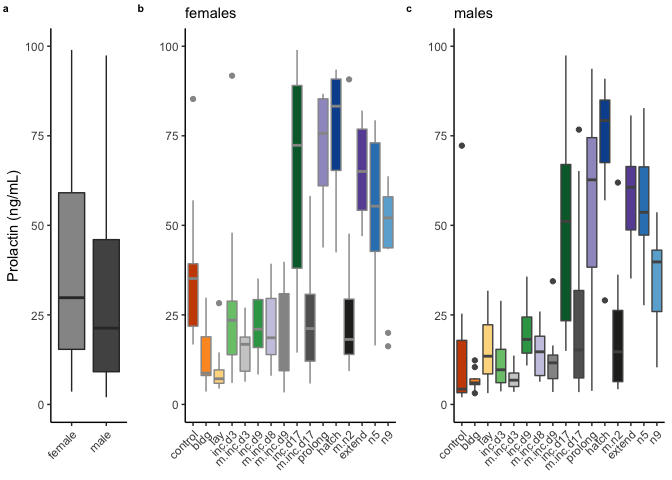 a
Prolactin (ng/mL)
100
75
50
25
0
female
male
b
females
100
75
50
25
0
control
bldg
lay
inc.d3
m.inc.d3
inc.d9
m.inc.d8
m.inc.d9
inc.d17
m.inc.d17
prolong
hatch
m.n2
extend
n5
n9
c
males
100
75
50
25
0
control
bldg
lay
inc.d3
m.inc.d3
inc.d9
m.inc.d8
m.inc.d9
inc.d17
m.inc.d17
prolong
hatch
m.n2
extend
n5
n9